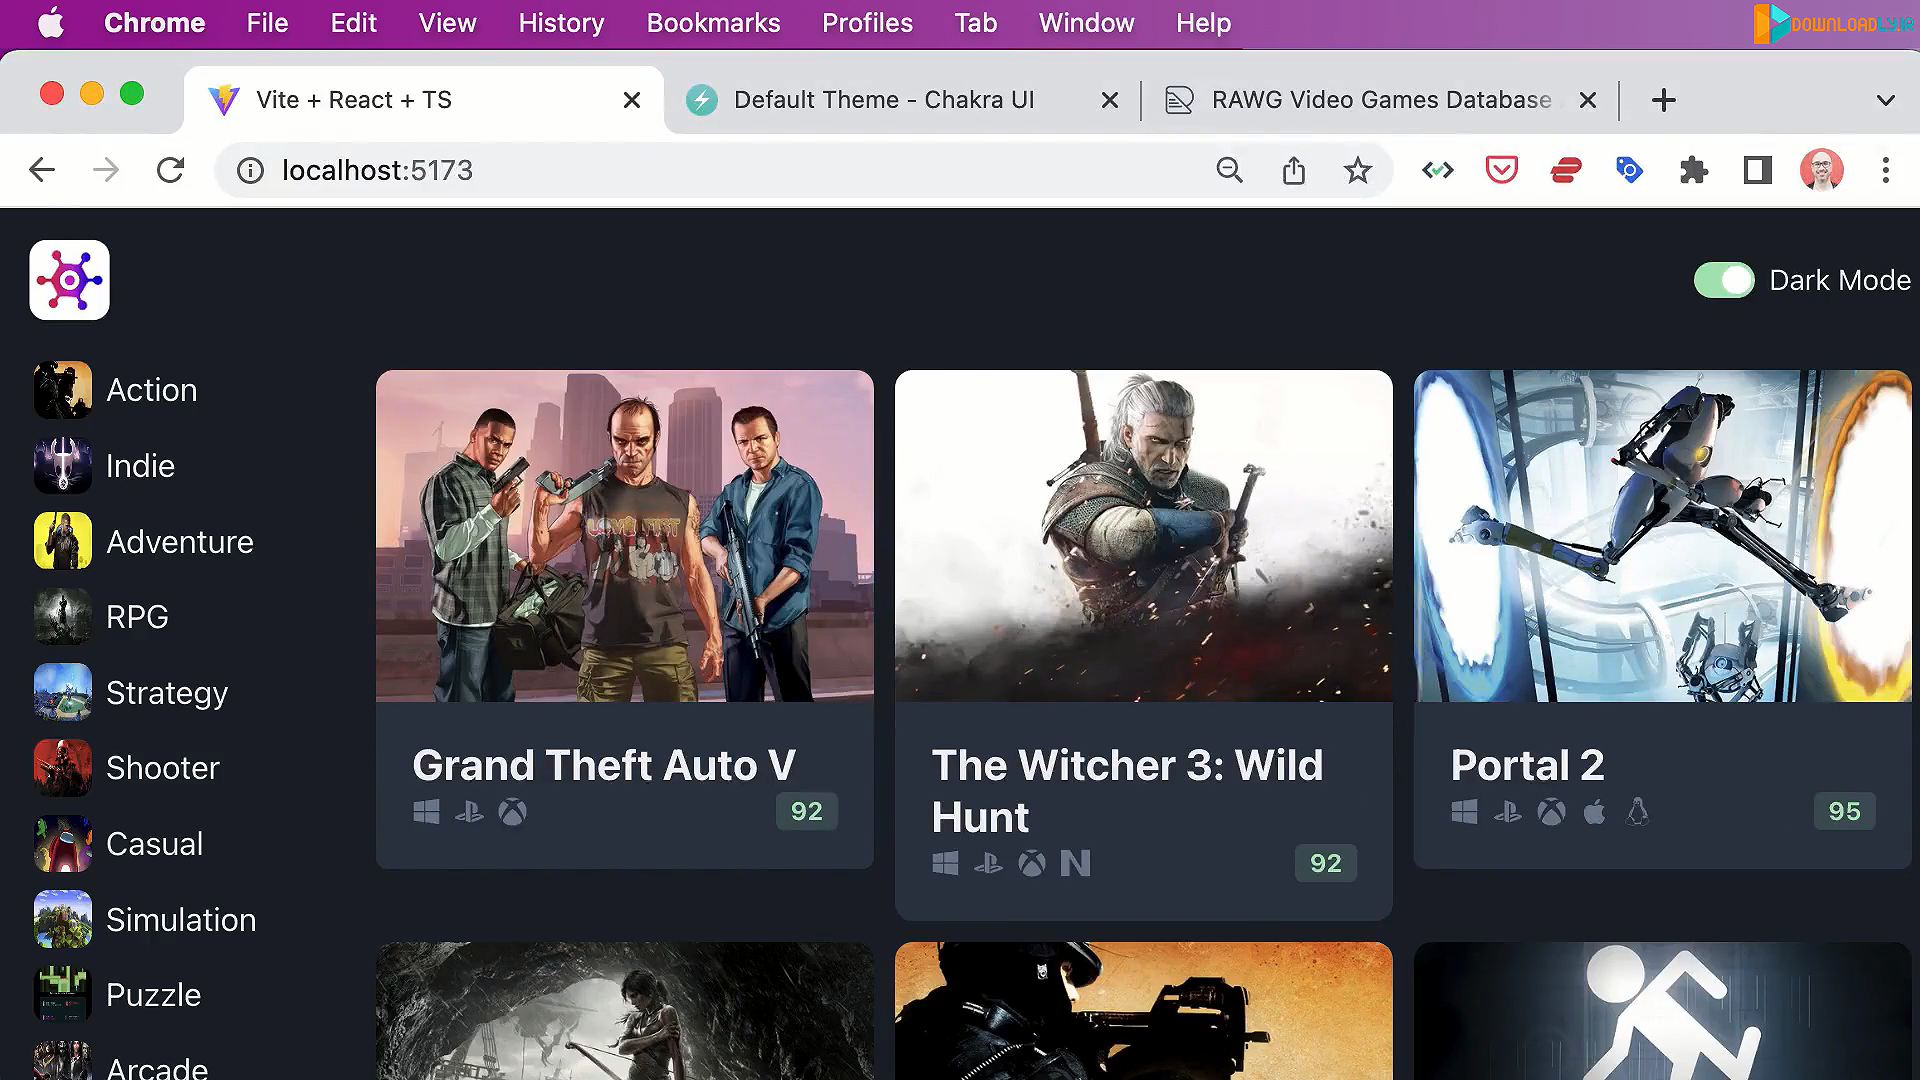 Chrome File Edit View History Bookmarks Profiles Tab Window Help
DOWNLOADLY.IR
Vite + React + TS
Default Theme - Chakra UI
RAWG Video Games Database
localhost:5173
Dark Mode
Action
Indie
Adventure
RPG
Strategy
Shooter
Casual
Simulation
Puzzle
Arcade
Grand Theft Auto V
92
The Witcher 3: Wild
Hunt
92
Portal 2
95